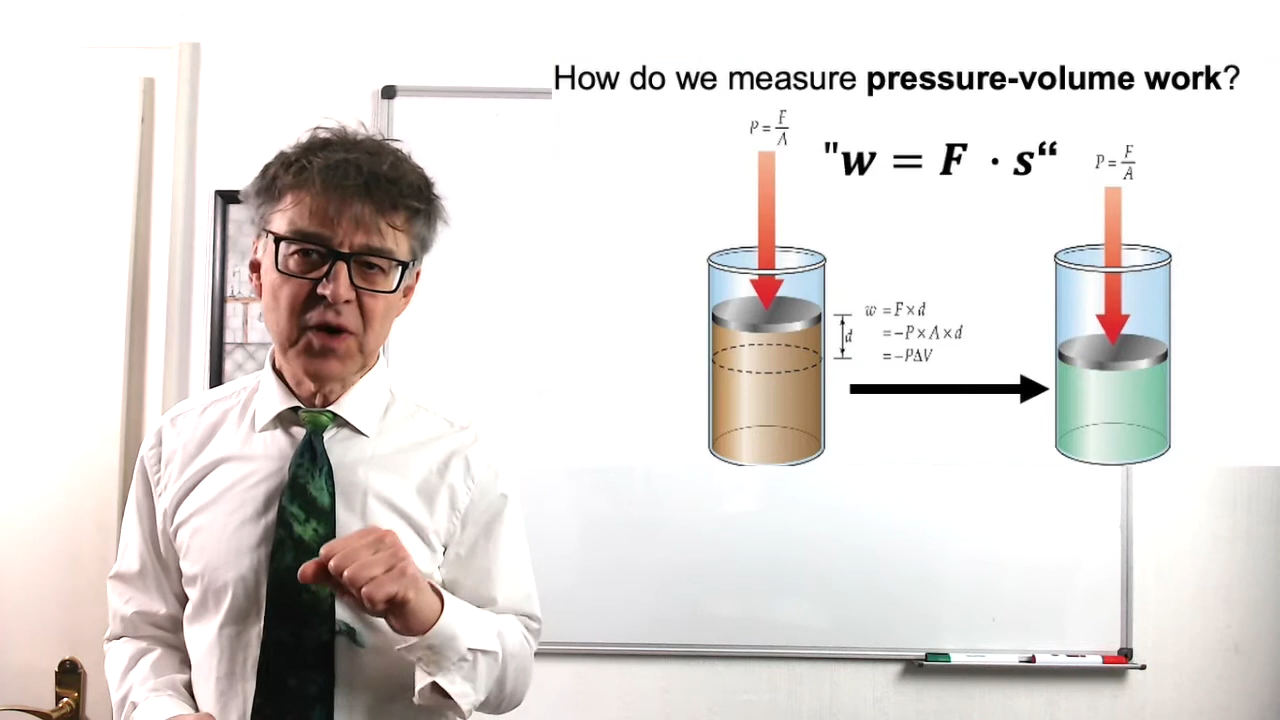 How do we measure pressure-volume work?
P = F/A
"w = F · s“
P = F/A
w = F × d
d
= −P × A × d
= −PΔV